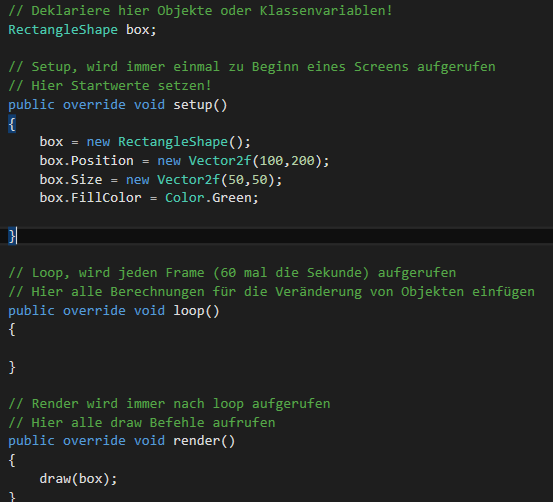 // Deklariere hier Objekte oder Klassenvariablen!
RectangleShape box;
// Setup, wird immer einmal zu Beginn eines Screens aufgerufen
// Hier Startwerte setzen!
public override void setup()
{
box = new RectangleShape();
box.Position = new Vector2f(100,200);
box.Size = new Vector2f(50,50);
box.FillColor = Color.Green;
}
// Loop, wird jeden Frame (60 mal die Sekunde) aufgerufen
// Hier alle Berechnungen für die Veränderung von Objekten einfügen
public override void loop()
{
}
// Render wird immer nach loop aufgerufen
// Hier alle draw Befehle aufrufen
public override void render()
{
draw(box);
}